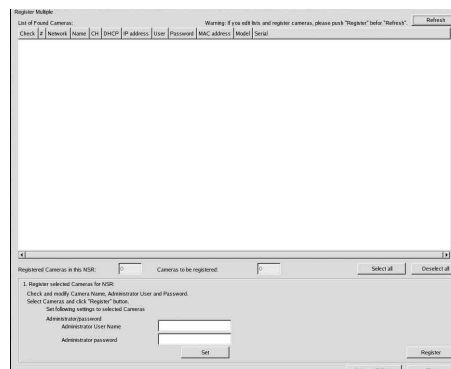 Register Multiple
List of Found Cameras:
Warning: If you edit lists and register cameras, please push "Register" befor "Refresh".
Refresh
Check # Network Name CH DHCP IP address User Password MAC address Model Serial
Registered Cameras in this NSR: 0 Cameras to be registered: 0 Select all Deselect all
1. Register selected Cameras for NSR:
Check and modify Camera Name, Administrator User and Password.
Select Cameras and click "Register" button.
Set following settings to selected Cameras
Administrator/password
Administrator User Name
Administrator password
Set Register